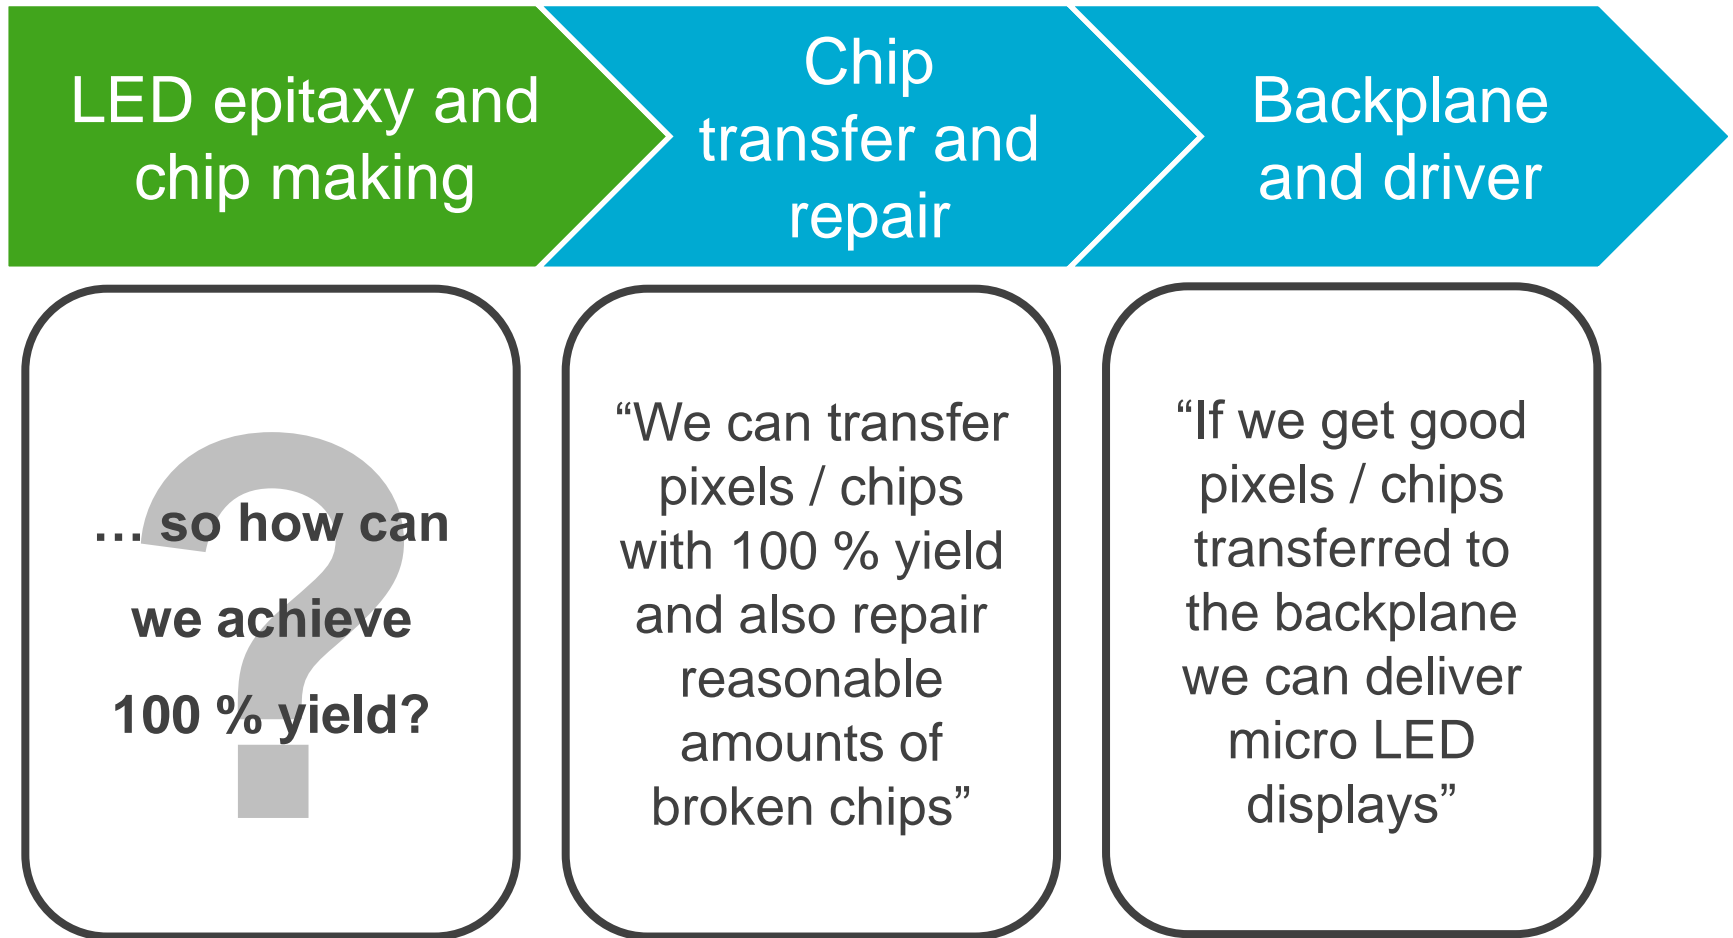 LED epitaxy and
chip making
Chip
transfer and
repair
Backplane
and driver
… so how can
we achieve
100 % yield?
“We can transfer
pixels / chips
with 100 % yield
and also repair
reasonable
amounts of
broken chips”
“If we get good
pixels / chips
transferred to
the backplane
we can deliver
micro LED
displays”
?